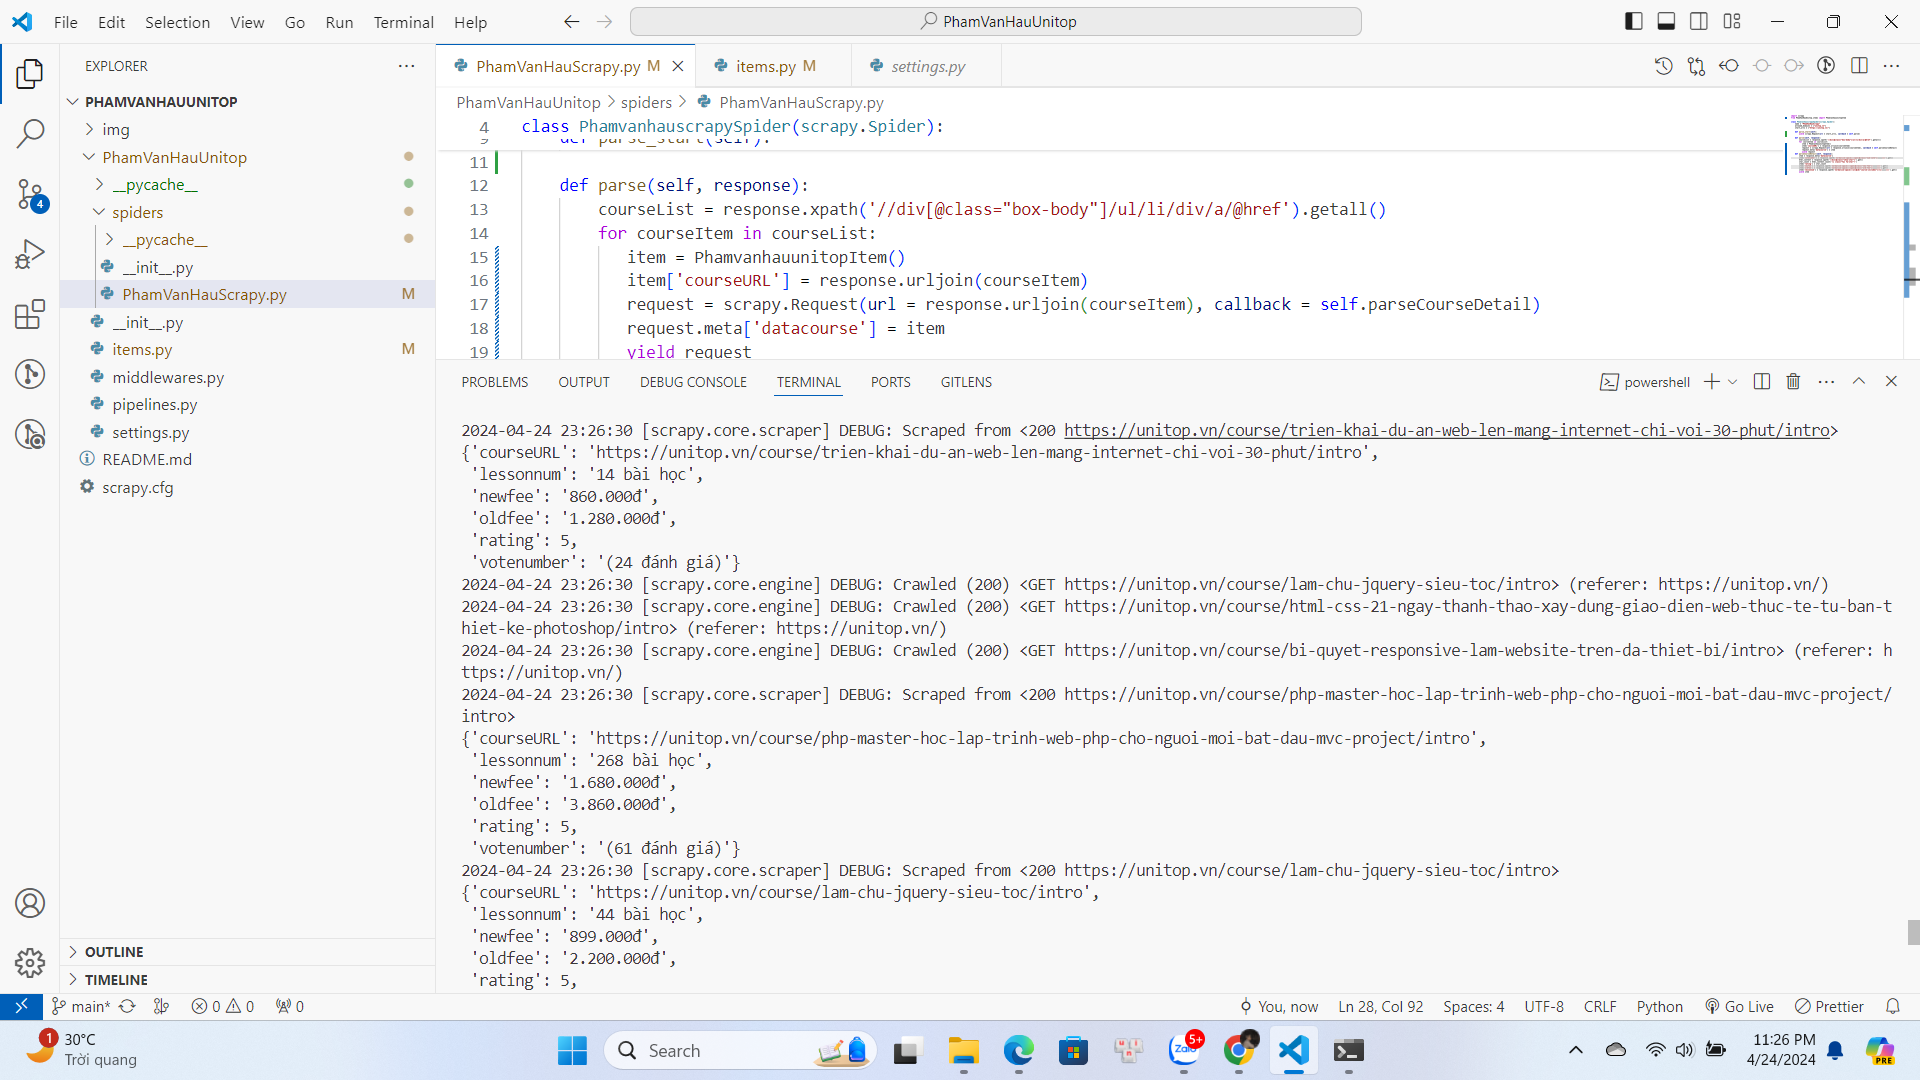 File Edit Selection View Go Run Terminal Help
PhamVanHauUnitop
EXPLORER
PHAMVANHAUUNITOP
img
PhamVanHauUnitop
__pycache__
spiders
__pycache__
__init__.py
PhamVanHauScrapy.py M
__init__.py
items.py M
middlewares.py
pipelines.py
settings.py
README.md
scrapy.cfg
OUTLINE
TIMELINE
4
PhamVanHauScrapy.py M items.py M settings.py
PhamVanHauUnitop > spiders > PhamVanHauScrapy.py
4 class PhamvanhauscrapySpider(scrapy.Spider):
9 def parse_start(self):
11
12 def parse(self, response):
13 courseList = response.xpath('//div[@class="box-body"]/ul/li/div/a/@href').getall()
14 for courseItem in courseList:
15 item = PhamvanhauunitopItem()
16 item['courseURL'] = response.urljoin(courseItem)
17 request = scrapy.Request(url = response.urljoin(courseItem), callback = self.parseCourseDetail)
18 request.meta['datacourse'] = item
19 yield request
PROBLEMS OUTPUT DEBUG CONSOLE TERMINAL PORTS GITLENS
powershell
2024-04-24 23:26:30 [scrapy.core.scraper] DEBUG: Scraped from <200 https://unitop.vn/course/trien-khai-du-an-web-len-mang-internet-chi-voi-30-phut/intro>
{'courseURL': 'https://unitop.vn/course/trien-khai-du-an-web-len-mang-internet-chi-voi-30-phut/intro',
'lessonnum': '14 bài học',
'newfee': '860.000đ',
'oldfee': '1.280.000đ',
'rating': 5,
'votenumber': '(24 đánh giá)'}
2024-04-24 23:26:30 [scrapy.core.engine] DEBUG: Crawled (200) <GET https://unitop.vn/course/lam-chu-jquery-sieu-toc/intro> (referer: https://unitop.vn/)
2024-04-24 23:26:30 [scrapy.core.engine] DEBUG: Crawled (200) <GET https://unitop.vn/course/html-css-21-ngay-thanh-thao-xay-dung-giao-dien-web-thuc-te-tu-ban-t
hiet-ke-photoshop/intro> (referer: https://unitop.vn/)
2024-04-24 23:26:30 [scrapy.core.engine] DEBUG: Crawled (200) <GET https://unitop.vn/course/bi-quyet-responsive-lam-website-tren-da-thiet-bi/intro> (referer: h
ttps://unitop.vn/)
2024-04-24 23:26:30 [scrapy.core.scraper] DEBUG: Scraped from <200 https://unitop.vn/course/php-master-hoc-lap-trinh-web-php-cho-nguoi-moi-bat-dau-mvc-project/
intro>
{'courseURL': 'https://unitop.vn/course/php-master-hoc-lap-trinh-web-php-cho-nguoi-moi-bat-dau-mvc-project/intro',
'lessonnum': '268 bài học',
'newfee': '1.680.000đ',
'oldfee': '3.860.000đ',
'rating': 5,
'votenumber': '(61 đánh giá)'}
2024-04-24 23:26:30 [scrapy.core.scraper] DEBUG: Scraped from <200 https://unitop.vn/course/lam-chu-jquery-sieu-toc/intro>
{'courseURL': 'https://unitop.vn/course/lam-chu-jquery-sieu-toc/intro',
'lessonnum': '44 bài học',
'newfee': '899.000đ',
'oldfee': '2.200.000đ',
'rating': 5,
main* 0 0 0 You, now Ln 28, Col 92 Spaces: 4 UTF-8 CRLF Python Go Live Prettier
1 30°C
Trời quang
Search
Zalo 5+
PRE
11:26 PM
4/24/2024